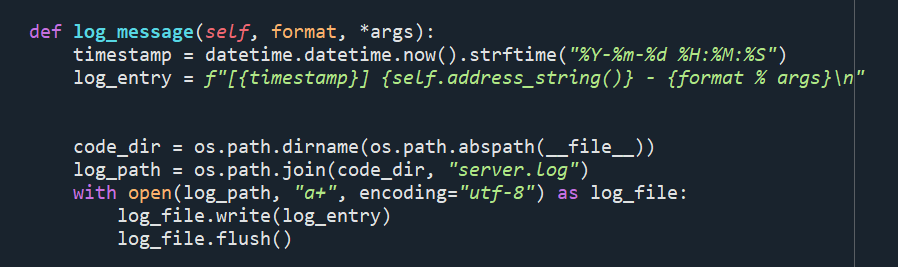 def log_message(self, format, *args):
    timestamp = datetime.datetime.now().strftime("%Y-%m-%d %H:%M:%S")
    log_entry = f"[{timestamp}] {self.address_string()} - {format % args}\n"
    code_dir = os.path.dirname(os.path.abspath(__file__))
    log_path = os.path.join(code_dir, "server.log")
    with open(log_path, "a+", encoding="utf-8") as log_file:
        log_file.write(log_entry)
        log_file.flush()